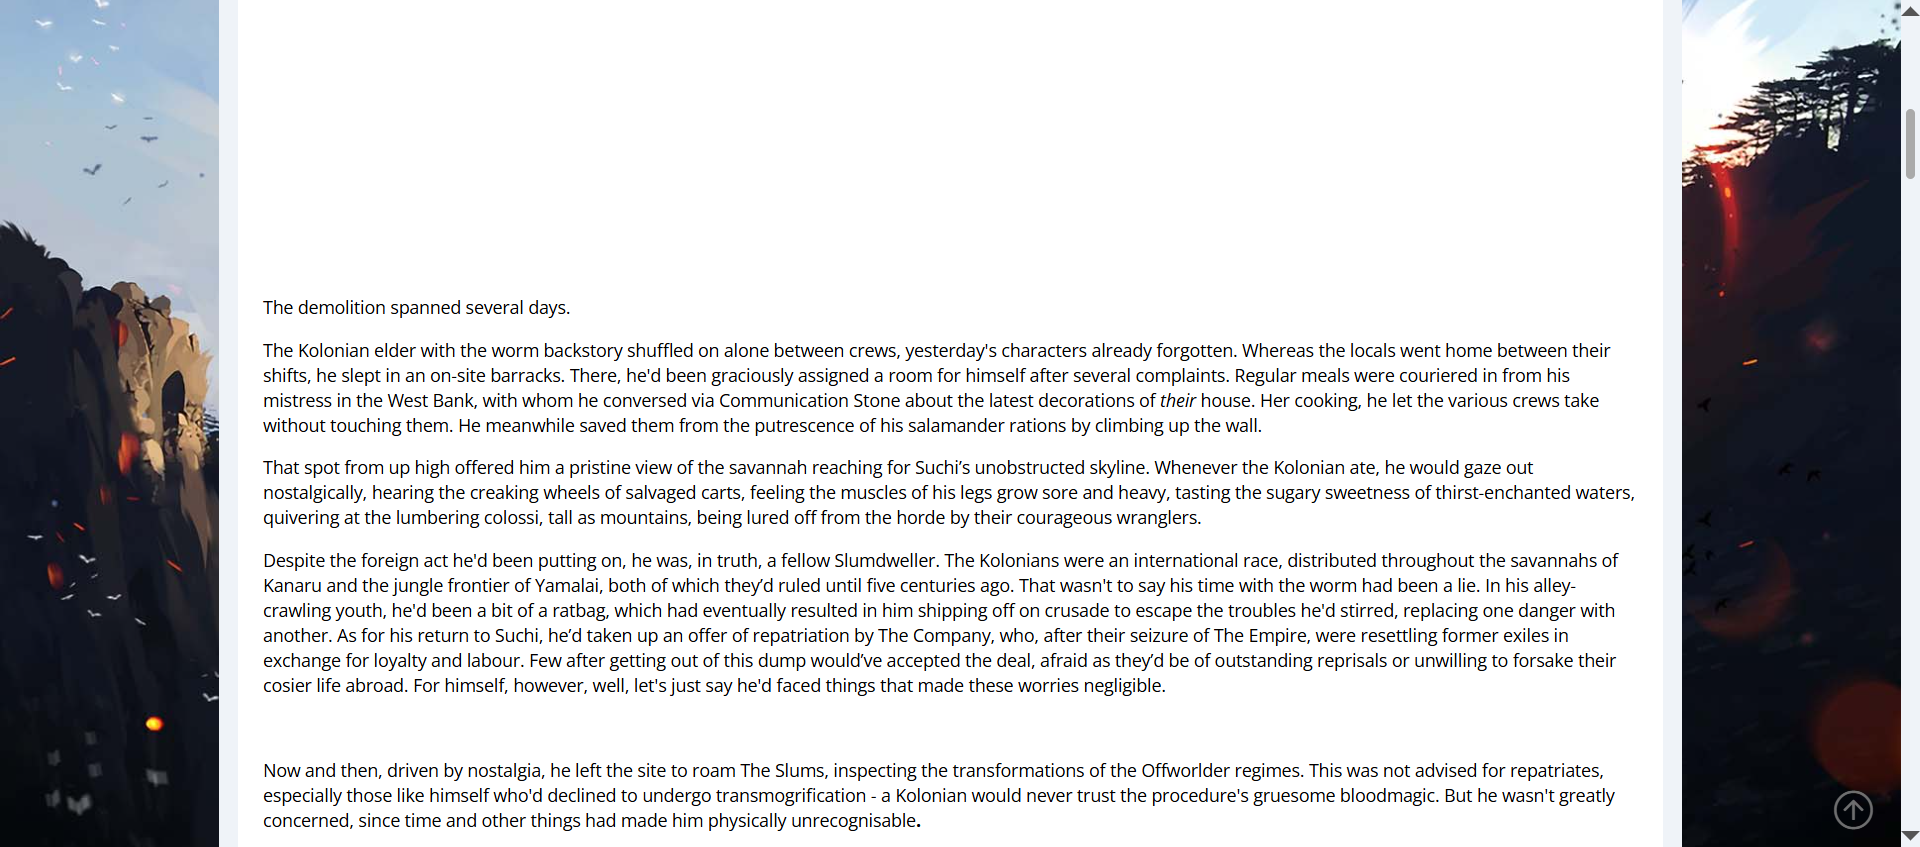 The demolition spanned several days.
The Kolonian elder with the worm backstory shuffled on alone between crews, yesterday's characters already forgotten. Whereas the locals went home between their
shifts, he slept in an on-site barracks. There, he'd been graciously assigned a room for himself after several complaints. Regular meals were couriered in from his
mistress in the West Bank, with whom he conversed via Communication Stone about the latest decorations of their house. Her cooking, he let the various crews take
without touching them. He meanwhile saved them from the putrescence of his salamander rations by climbing up the wall.
That spot from up high offered him a pristine view of the savannah reaching for Suchi’s unobstructed skyline. Whenever the Kolonian ate, he would gaze out
nostalgically, hearing the creaking wheels of salvaged carts, feeling the muscles of his legs grow sore and heavy, tasting the sugary sweetness of thirst-enchanted waters,
quivering at the lumbering colossi, tall as mountains, being lured off from the horde by their courageous wranglers.
Despite the foreign act he'd been putting on, he was, in truth, a fellow Slumdweller. The Kolonians were an international race, distributed throughout the savannahs of
Kanaru and the jungle frontier of Yamalai, both of which they’d ruled until five centuries ago. That wasn't to say his time with the worm had been a lie. In his alley-
crawling youth, he'd been a bit of a ratbag, which had eventually resulted in him shipping off on crusade to escape the troubles he'd stirred, replacing one danger with
another. As for his return to Suchi, he’d taken up an offer of repatriation by The Company, who, after their seizure of The Empire, were resettling former exiles in
exchange for loyalty and labour. Few after getting out of this dump would’ve accepted the deal, afraid as they’d be of outstanding reprisals or unwilling to forsake their
cosier life abroad. For himself, however, well, let's just say he'd faced things that made these worries negligible.
Now and then, driven by nostalgia, he left the site to roam The Slums, inspecting the transformations of the Offworlder regimes. This was not advised for repatriates,
especially those like himself who'd declined to undergo transmogrification - a Kolonian would never trust the procedure's gruesome bloodmagic. But he wasn't greatly
concerned, since time and other things had made him physically unrecognisable.